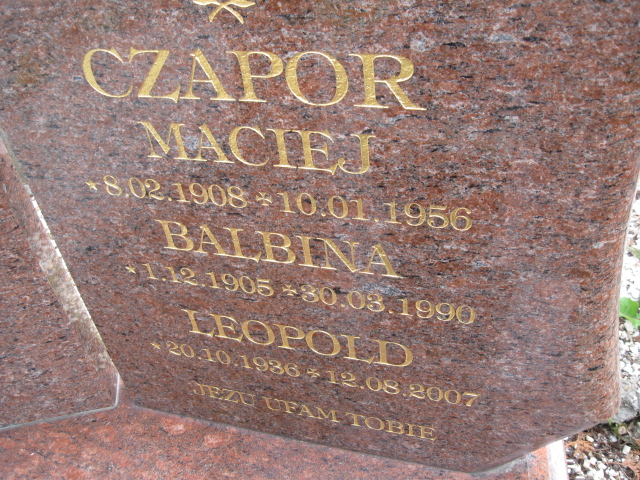 CZAPOR
MACIEJ
*8.02.1908 ÷10.01.1956
BALBINA
*1.12.1905 ÷30.03.1990
LEOPOLD
*20.10.1936 ÷12.08.2007
JEZU UFAM TOBIE